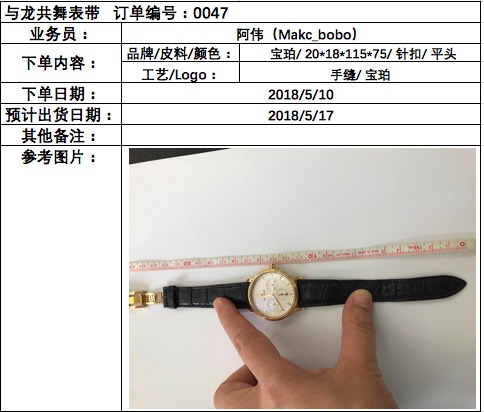 与龙共舞表带 订单编号：0047
业务员： 阿伟（Makc_bobo）
下单内容： 品牌/皮料/颜色： 宝珀/ 20*18*115*75/ 针扣/ 平头
工艺/Logo： 手缝/ 宝珀
下单日期： 2018/5/10
预计出货日期： 2018/5/17
其他备注：
参考图片：